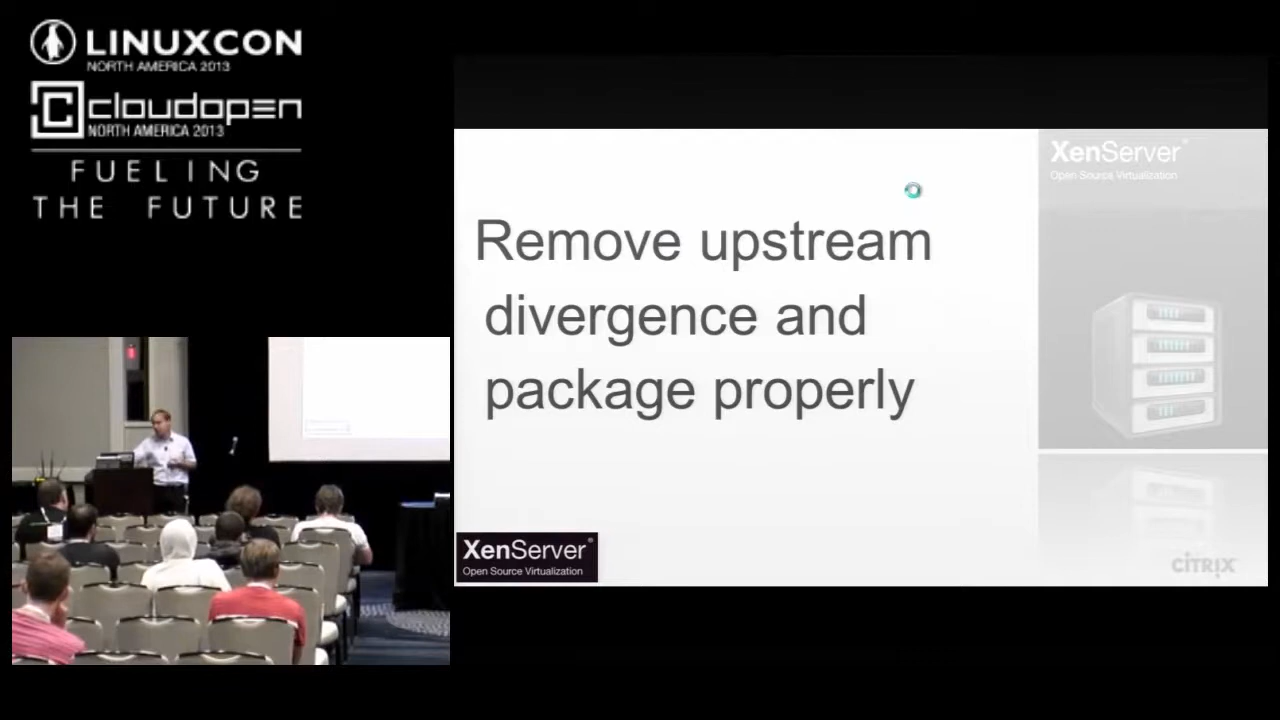 LINUXCON
NORTH AMERICA 2013
cloudopen
NORTH AMERICA 2013
FUELING
THE FUTURE
XenServer
Open Source Virtualization
Remove upstream
divergence and
package properly
XenServer®
Open Source Virtualization
CITRIX